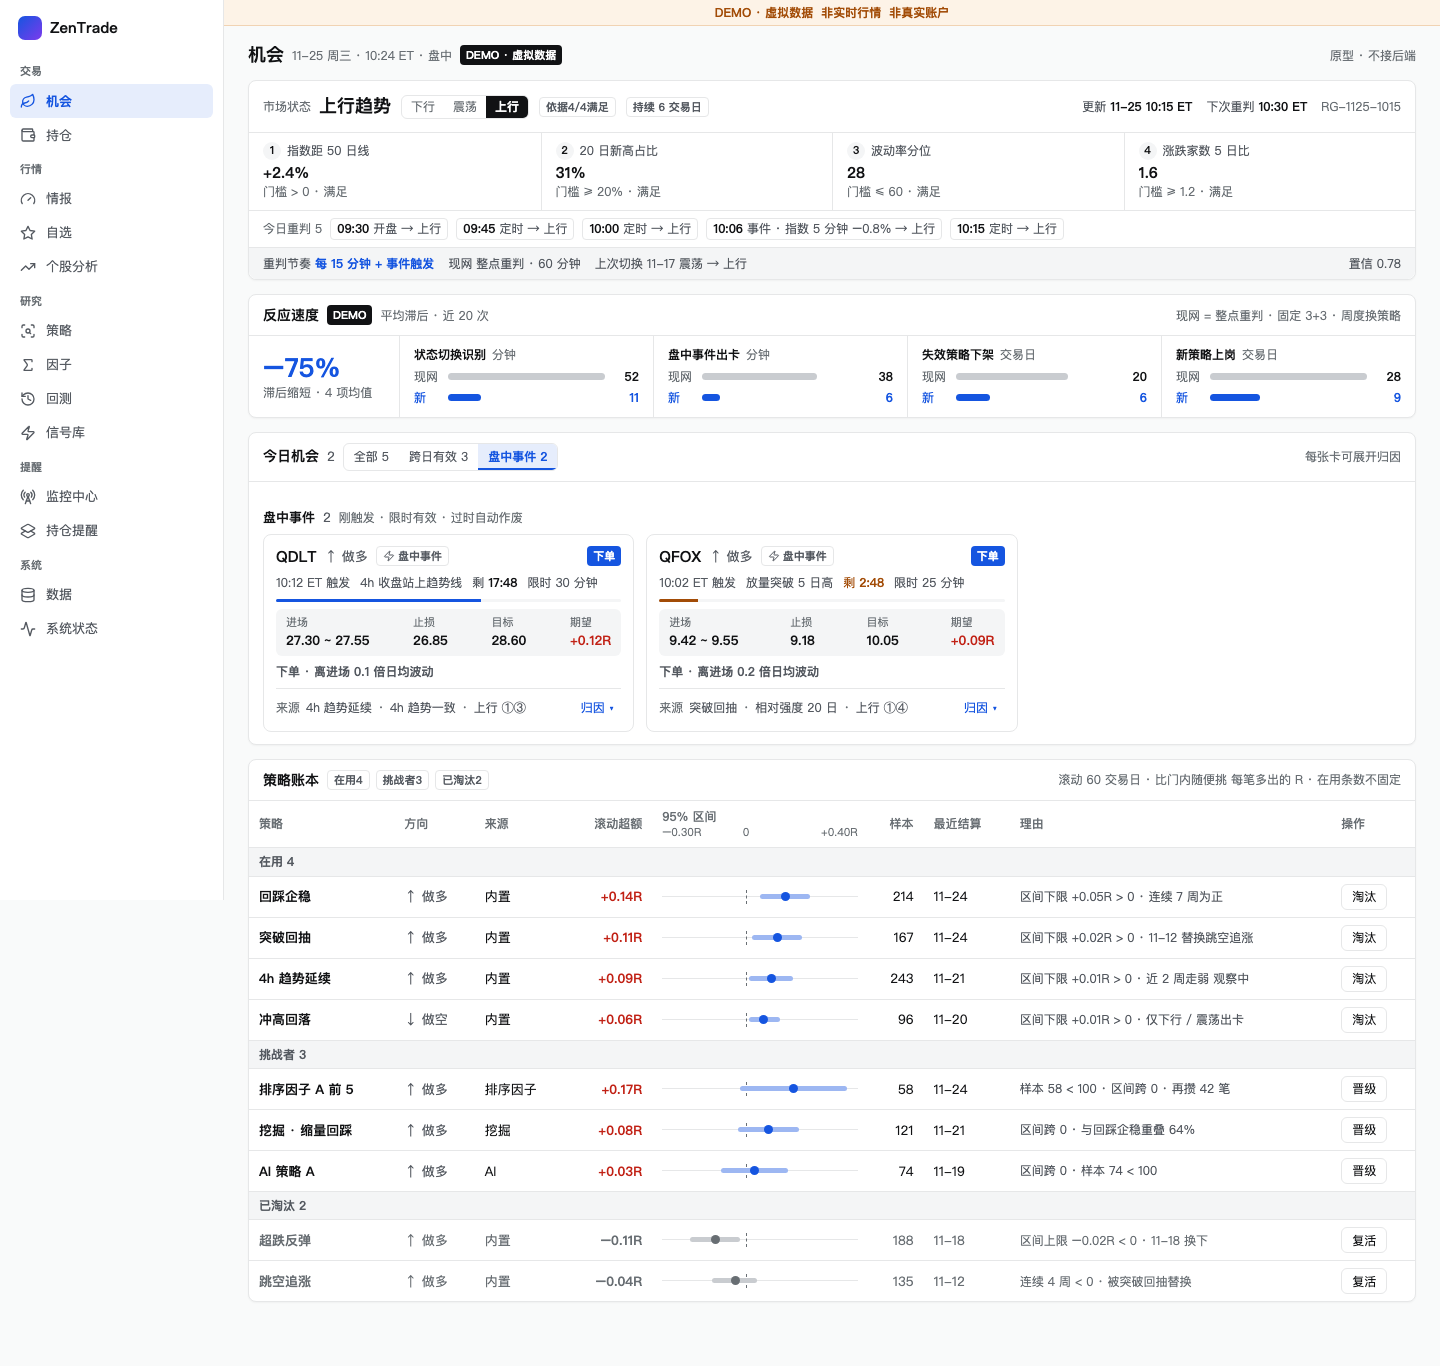 DEMO · 虚拟数据 非实时行情 非真实账户
ZenTrade
交易
机会
持仓
行情
情报
自选
个股分析
研究
策略
因子
回测
信号库
提醒
监控中心
持仓提醒
系统
数据
系统状态
机会 11-25 周三 · 10:24 ET · 盘中 DEMO · 虚拟数据 原型 · 不接后端
市场状态 上行趋势 下行 震荡 上行 依据4/4满足 持续 6 交易日 更新 11-25 10:15 ET 下次重判 10:30 ET RG-1125-1015
1 指数距 50 日线
+2.4%
门槛 > 0 · 满足
2 20 日新高占比
31%
门槛 ≥ 20% · 满足
3 波动率分位
28
门槛 ≤ 60 · 满足
4 涨跌家数 5 日比
1.6
门槛 ≥ 1.2 · 满足
今日重判 5 09:30 开盘 → 上行 09:45 定时 → 上行 10:00 定时 → 上行 10:06 事件 · 指数 5 分钟 −0.8% → 上行 10:15 定时 → 上行
重判节奏 每 15 分钟 + 事件触发 现网 整点重判 · 60 分钟 上次切换 11-17 震荡 → 上行 置信 0.78
反应速度 DEMO 平均滞后 · 近 20 次 现网 = 整点重判 · 固定 3+3 · 周度换策略
−75%
滞后缩短 · 4 项均值
状态切换识别 分钟
现网 52
新 11
盘中事件出卡 分钟
现网 38
新 6
失效策略下架 交易日
现网 20
新 6
新策略上岗 交易日
现网 28
新 9
今日机会 2 全部 5 跨日有效 3 盘中事件 2 每张卡可展开归因
盘中事件 2 刚触发 · 限时有效 · 过时自动作废
QDLT ↑ 做多 盘中事件 下单
10:12 ET 触发 4h 收盘站上趋势线 剩 17:48 限时 30 分钟
进场 止损 目标 期望
27.30 ~ 27.55 26.85 28.60 +0.12R
下单 · 离进场 0.1 倍日均波动
来源 4h 趋势延续 · 4h 趋势一致 · 上行 ①③ 归因 ▾
QFOX ↑ 做多 盘中事件 下单
10:02 ET 触发 放量突破 5 日高 剩 2:48 限时 25 分钟
进场 止损 目标 期望
9.42 ~ 9.55 9.18 10.05 +0.09R
下单 · 离进场 0.2 倍日均波动
来源 突破回抽 · 相对强度 20 日 · 上行 ①④ 归因 ▾
策略账本 在用4 挑战者3 已淘汰2 滚动 60 交易日 · 比门内随便挑 每笔多出的 R · 在用条数不固定
策略 方向 来源 滚动超额 95% 区间 样本 最近结算 理由 操作
−0.30R 0 +0.40R
在用 4
回踩企稳 ↑ 做多 内置 +0.14R 214 11-24 区间下限 +0.05R > 0 · 连续 7 周为正 淘汰
突破回抽 ↑ 做多 内置 +0.11R 167 11-24 区间下限 +0.02R > 0 · 11-12 替换跳空追涨 淘汰
4h 趋势延续 ↑ 做多 内置 +0.09R 243 11-21 区间下限 +0.01R > 0 · 近 2 周走弱 观察中 淘汰
冲高回落 ↓ 做空 内置 +0.06R 96 11-20 区间下限 +0.01R > 0 · 仅下行 / 震荡出卡 淘汰
挑战者 3
排序因子 A 前 5 ↑ 做多 排序因子 +0.17R 58 11-24 样本 58 < 100 · 区间跨 0 · 再攒 42 笔 晋级
挖掘 · 缩量回踩 ↑ 做多 挖掘 +0.08R 121 11-21 区间跨 0 · 与回踩企稳重叠 64% 晋级
AI 策略 A ↑ 做多 AI +0.03R 74 11-19 区间跨 0 · 样本 74 < 100 晋级
已淘汰 2
超跌反弹 ↑ 做多 内置 −0.11R 188 11-18 区间上限 −0.02R < 0 · 11-18 换下 复活
跳空追涨 ↑ 做多 内置 −0.04R 135 11-12 连续 4 周 < 0 · 被突破回抽替换 复活